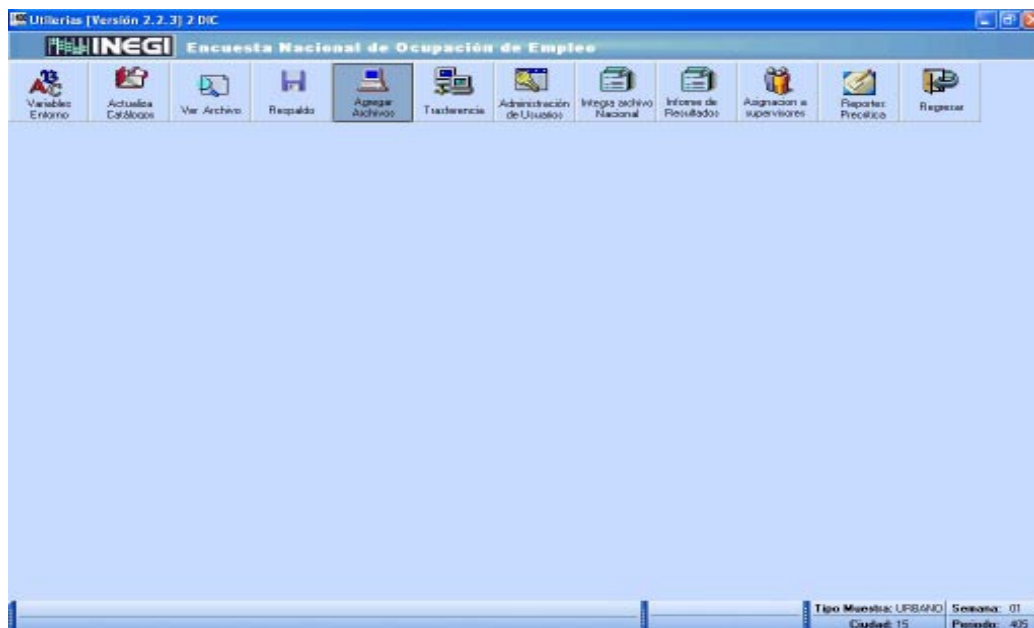 Utilerias [Versión 2.2.3] 2 DIC
INEGI Encuesta Nacional de Ocupación de Empleo
Variables Entorno
Actualiza Catálogos
Ver Archivo
Respaldo
Agregar Archivos
Trasferencia
Administración de Usuarios
Integra archivo Nacional
Informe de Resultados
Asignacion a supervisores
Reportes Precritica
Regresar
Tipo Muestra: URBANO Semana: 01
Ciudad: 15 Periodo: 405